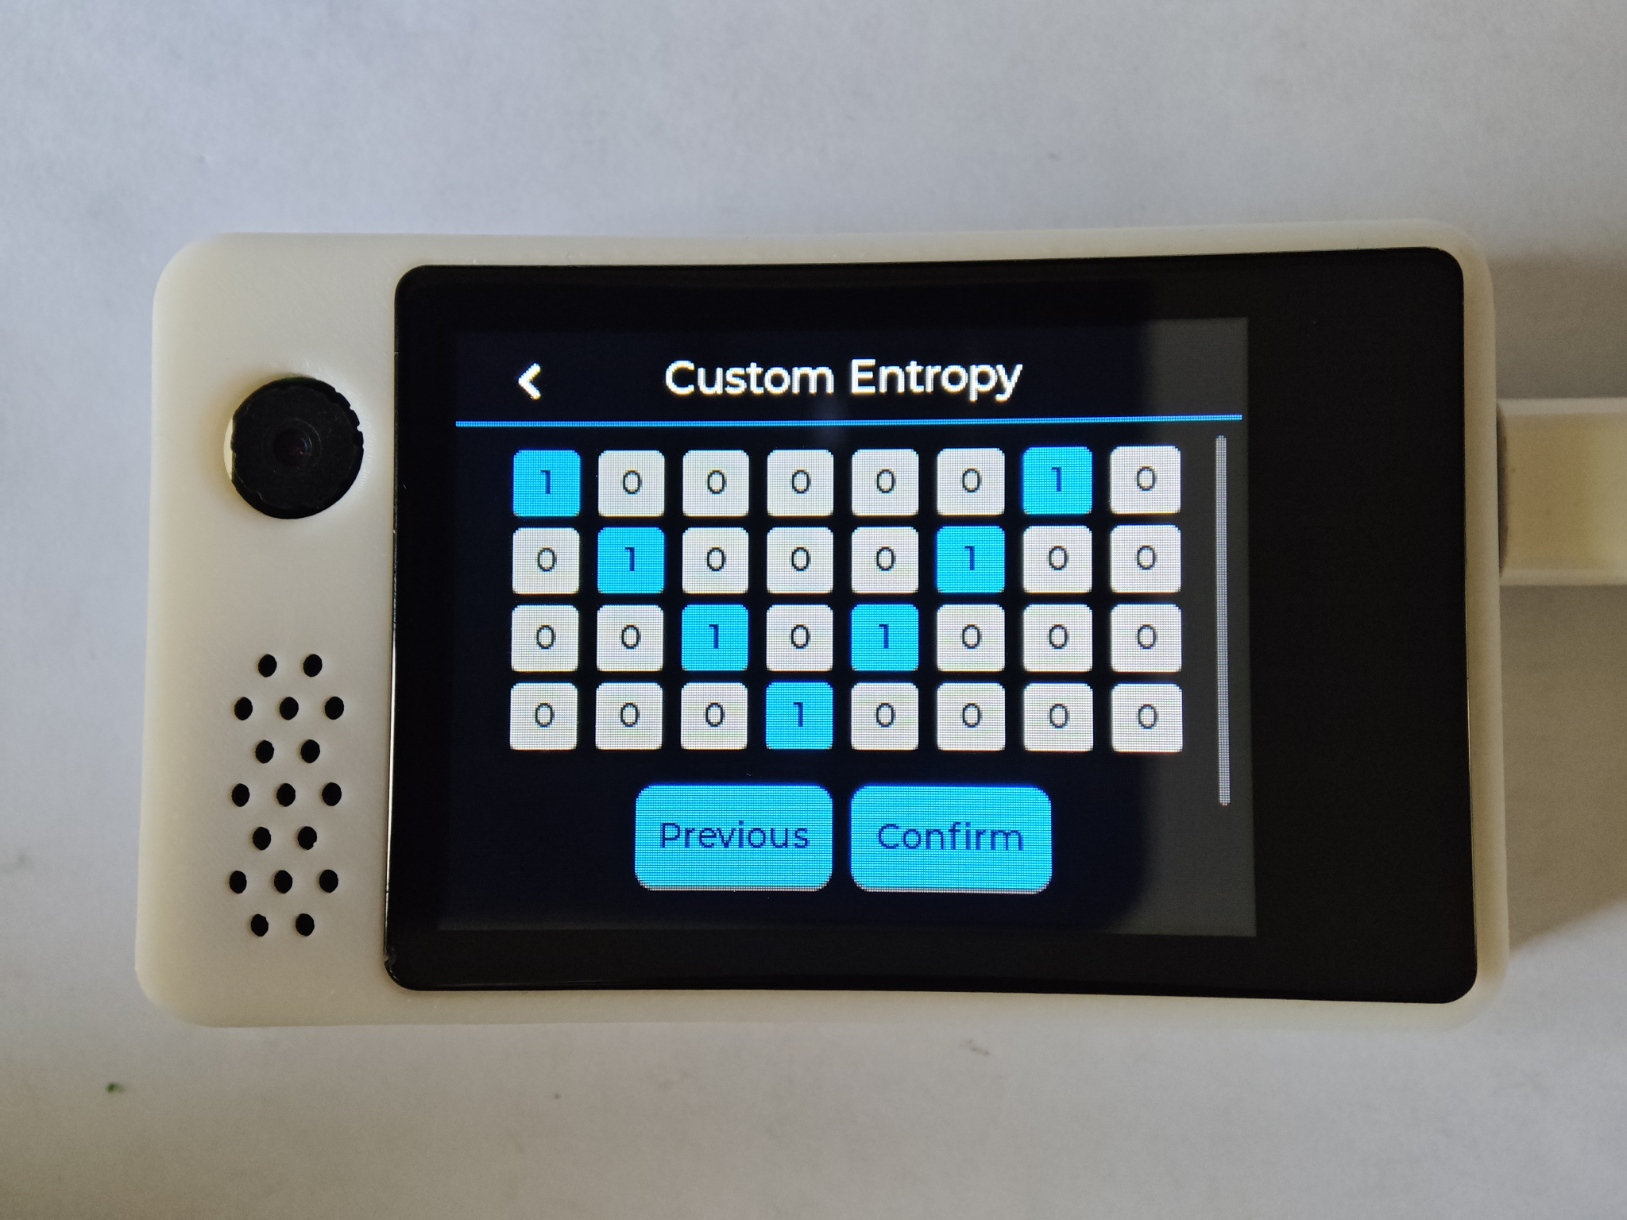 Custom Entropy
1 0 0 0 0 0 1 0
0 1 0 0 0 1 0 0
0 0 1 0 1 0 0 0
0 0 0 1 0 0 0 0
Previous Confirm